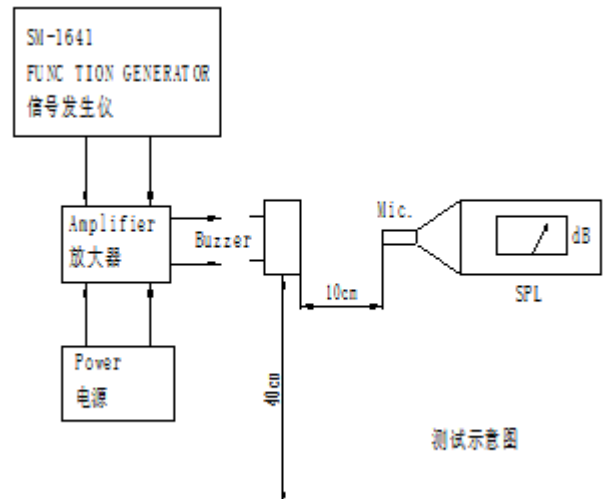 SM-1641
FUNC TION GENERATOR
信号发生仪
Amplifier
放大器
Buzzer
Mic.
dB
10cm
SPL
Power
电源
40cm
测试示意图